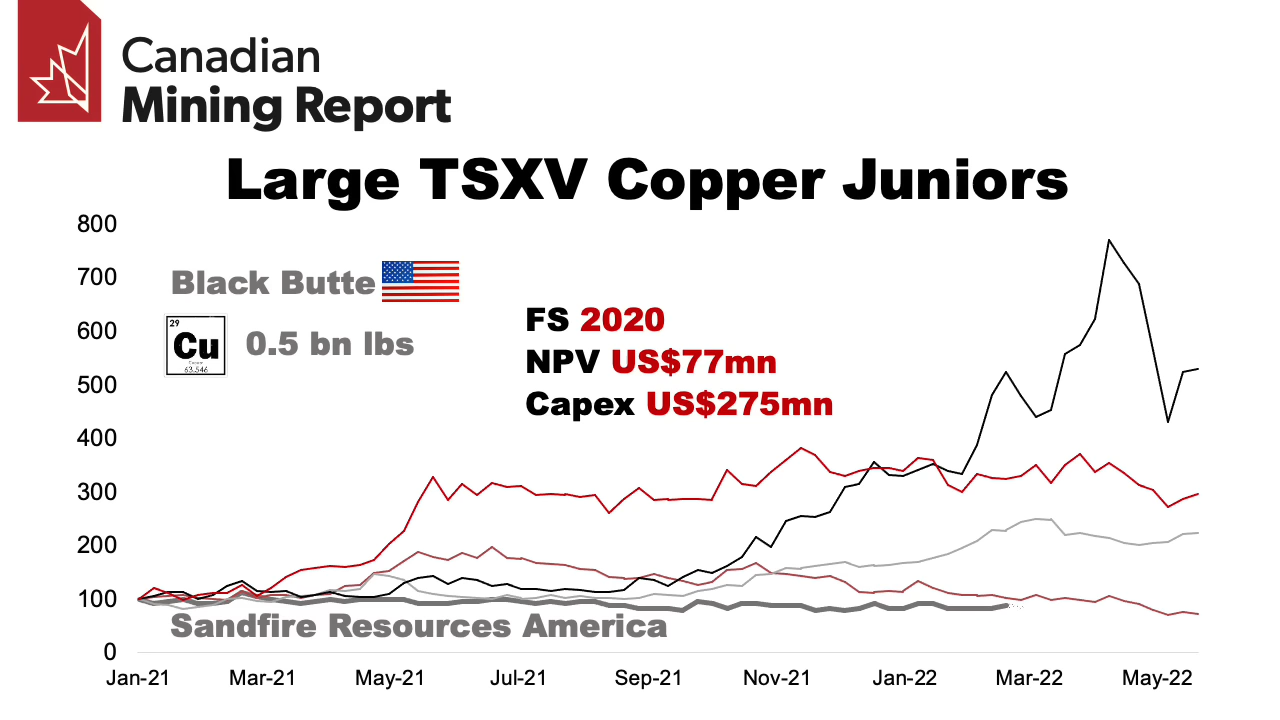 Canadian
Mining Report
Large TSXV Copper Juniors
800
700
600
500
400
300
200
100
0
Black Butte
29
Cu
63.546
0.5 bn lbs
FS 2020
NPV US$77mn
Capex US$275mn
Sandfire Resources America
Jan-21 Mar-21 May-21 Jul-21 Sep-21 Nov-21 Jan-22 Mar-22 May-22